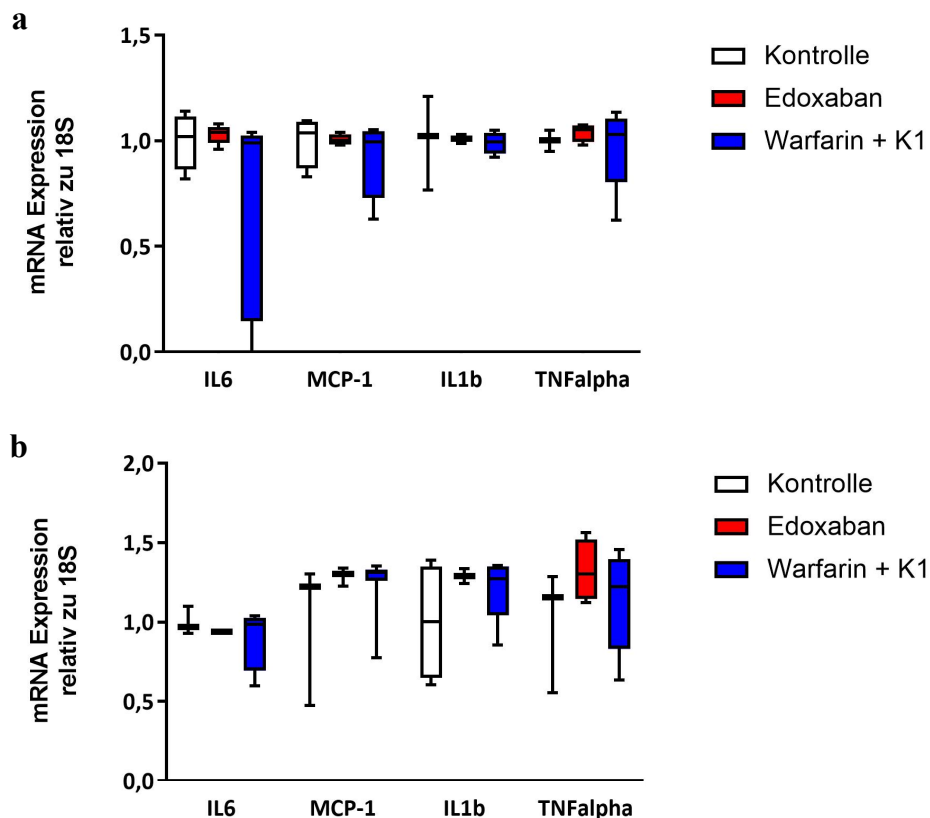 a
mRNA Expression
relativ zu 18S
1,5
1,0
0,5
0,0
IL6 MCP-1 IL1b TNFalpha
Kontrolle
Edoxaban
Warfarin + K1
b
mRNA Expression
relativ zu 18S
2,0
1,5
1,0
0,5
0,0
IL6 MCP-1 IL1b TNFalpha
Kontrolle
Edoxaban
Warfarin + K1